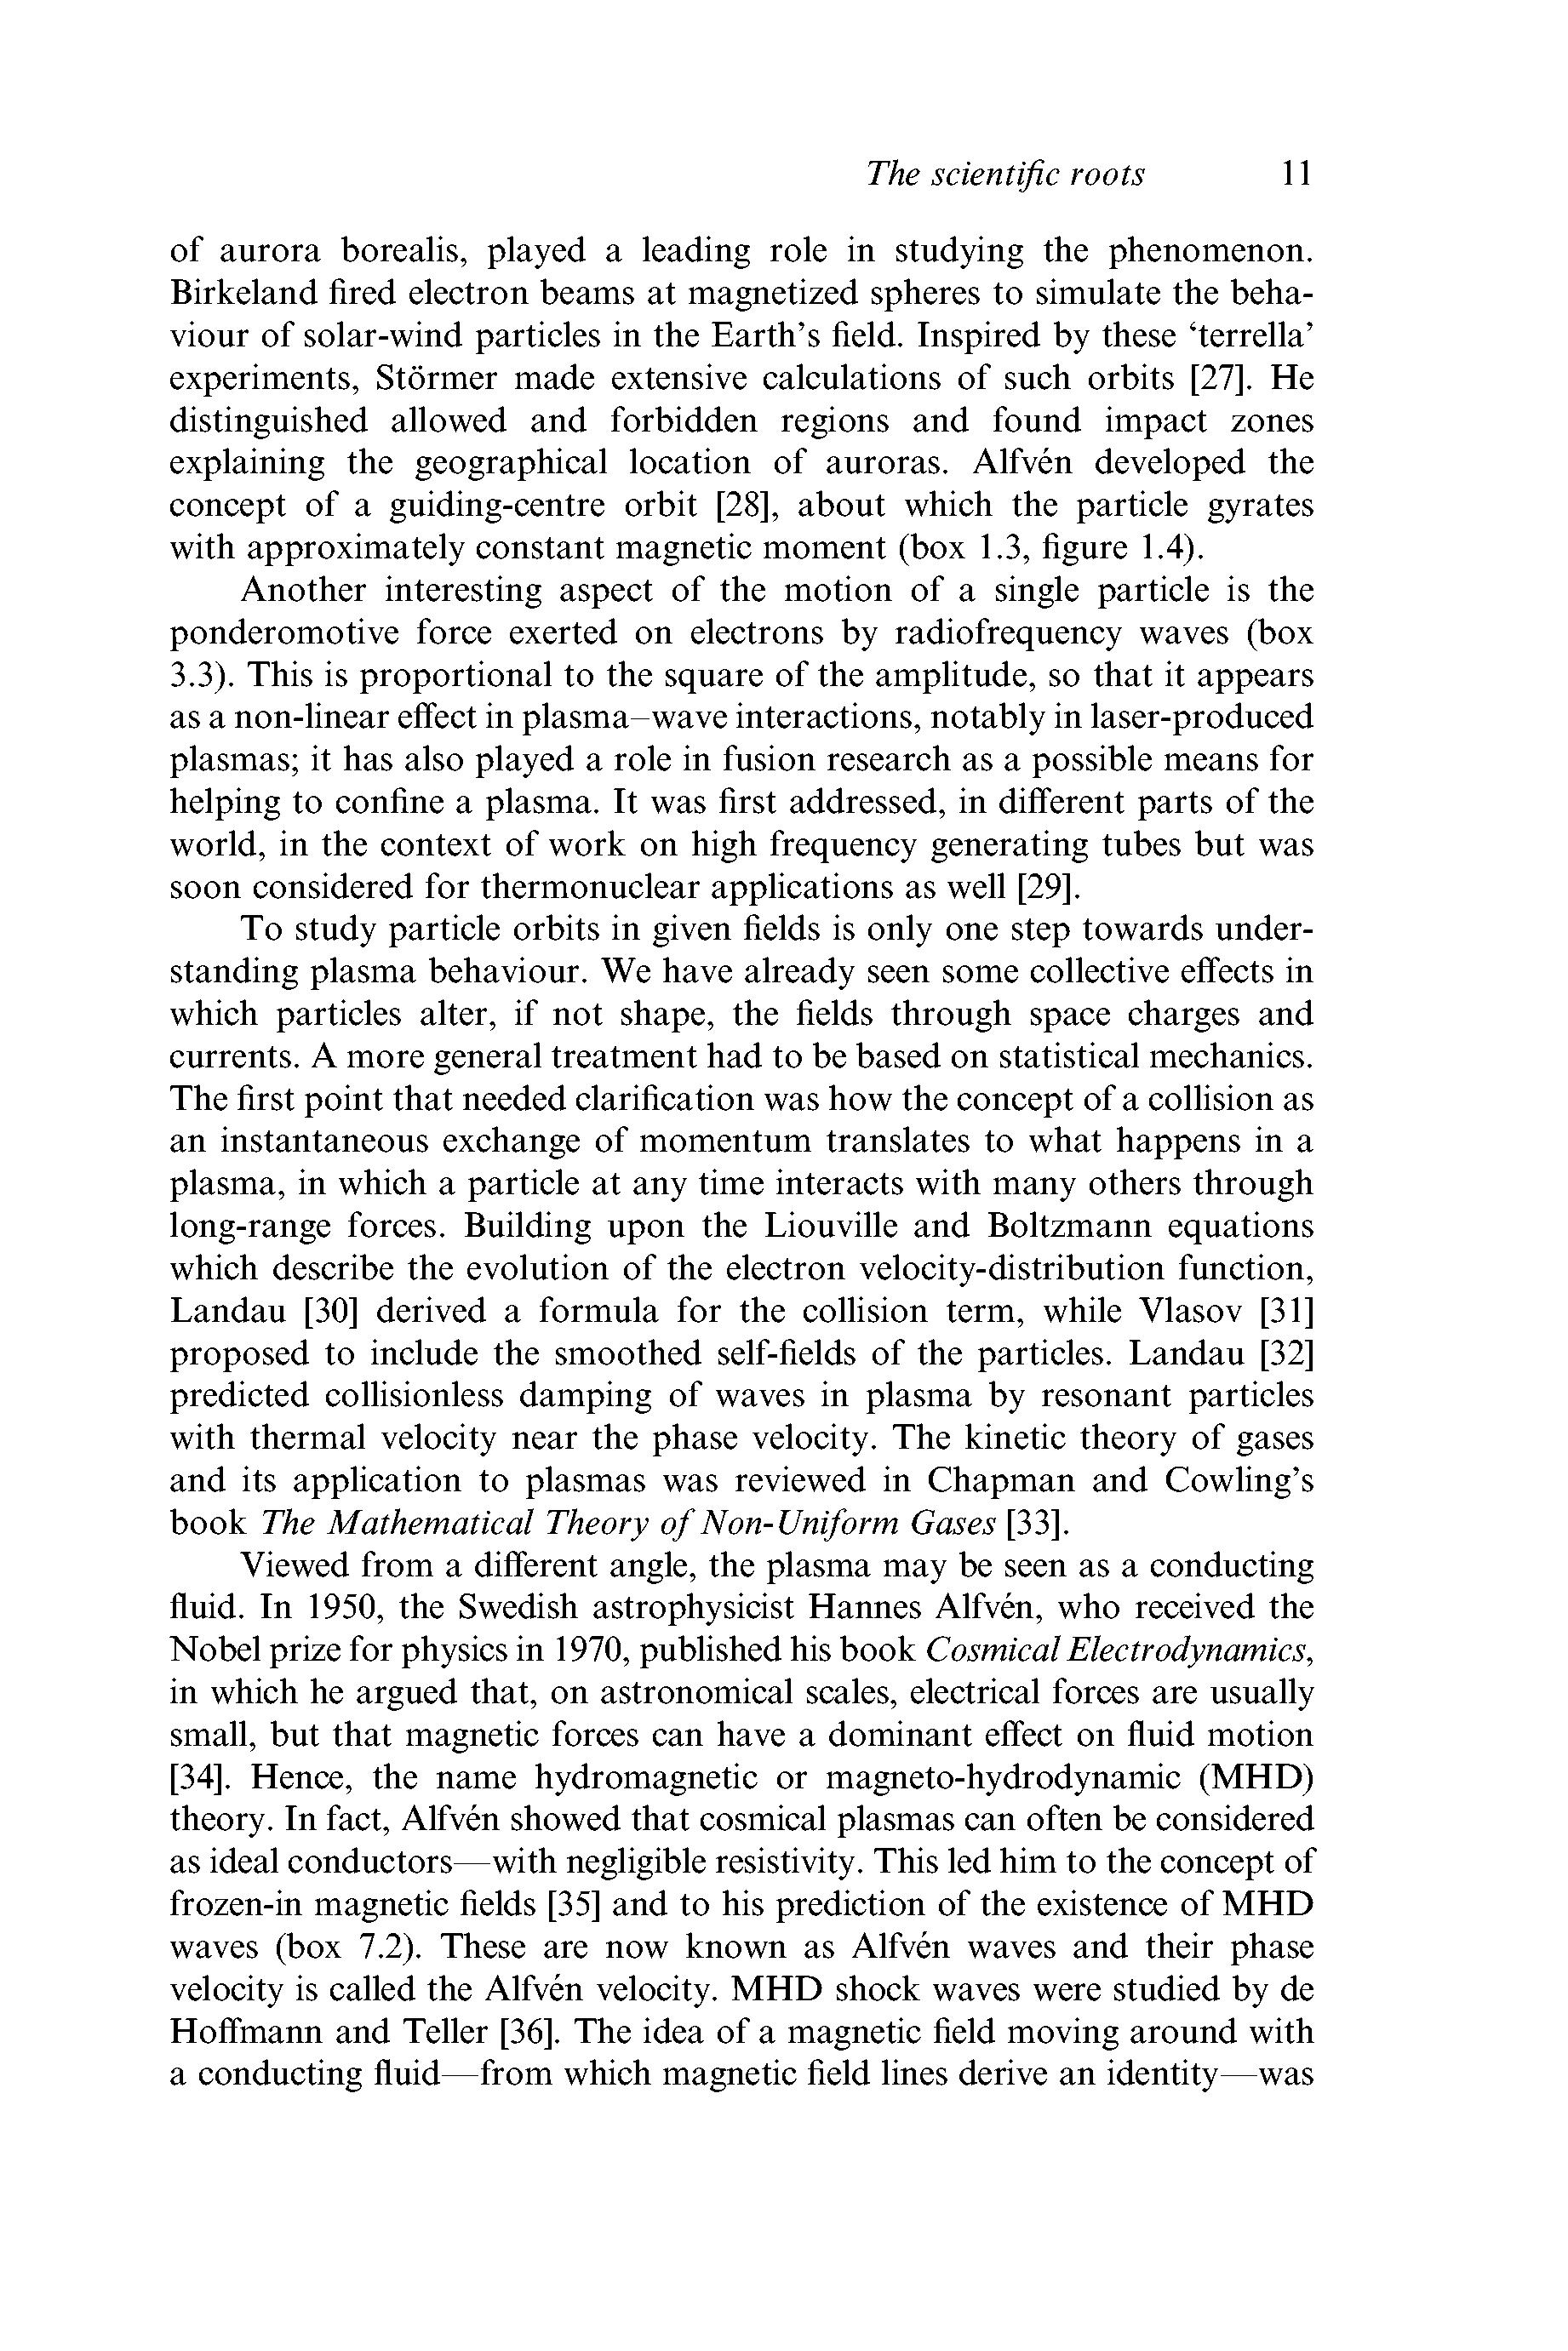 The scientific roots 11
of aurora borealis, played a leading role in studying the phenomenon.
Birkeland fired electron beams at magnetized spheres to simulate the beha-
viour of solar-wind particles in the Earth's field. Inspired by these 'terrella'
experiments, Störmer made extensive calculations of such orbits [27]. He
distinguished allowed and forbidden regions and found impact zones
explaining the geographical location of auroras. Alfvén developed the
concept of a guiding-centre orbit [28], about which the particle gyrates
with approximately constant magnetic moment (box 1.3, figure 1.4).
Another interesting aspect of the motion of a single particle is the
ponderomotive force exerted on electrons by radiofrequency waves (box
3.3). This is proportional to the square of the amplitude, so that it appears
as a non-linear effect in plasma–wave interactions, notably in laser-produced
plasmas; it has also played a role in fusion research as a possible means for
helping to confine a plasma. It was first addressed, in different parts of the
world, in the context of work on high frequency generating tubes but was
soon considered for thermonuclear applications as well [29].
To study particle orbits in given fields is only one step towards under-
standing plasma behaviour. We have already seen some collective effects in
which particles alter, if not shape, the fields through space charges and
currents. A more general treatment had to be based on statistical mechanics.
The first point that needed clarification was how the concept of a collision as
an instantaneous exchange of momentum translates to what happens in a
plasma, in which a particle at any time interacts with many others through
long-range forces. Building upon the Liouville and Boltzmann equations
which describe the evolution of the electron velocity-distribution function,
Landau [30] derived a formula for the collision term, while Vlasov [31]
proposed to include the smoothed self-fields of the particles. Landau [32]
predicted collisionless damping of waves in plasma by resonant particles
with thermal velocity near the phase velocity. The kinetic theory of gases
and its application to plasmas was reviewed in Chapman and Cowling's
book The Mathematical Theory of Non-Uniform Gases [33].
Viewed from a different angle, the plasma may be seen as a conducting
fluid. In 1950, the Swedish astrophysicist Hannes Alfvén, who received the
Nobel prize for physics in 1970, published his book Cosmical Electrodynamics,
in which he argued that, on astronomical scales, electrical forces are usually
small, but that magnetic forces can have a dominant effect on fluid motion
[34]. Hence, the name hydromagnetic or magneto-hydrodynamic (MHD)
theory. In fact, Alfvén showed that cosmical plasmas can often be considered
as ideal conductors—with negligible resistivity. This led him to the concept of
frozen-in magnetic fields [35] and to his prediction of the existence of MHD
waves (box 7.2). These are now known as Alfvén waves and their phase
velocity is called the Alfvén velocity. MHD shock waves were studied by de
Hoffmann and Teller [36]. The idea of a magnetic field moving around with
a conducting fluid—from which magnetic field lines derive an identity—was